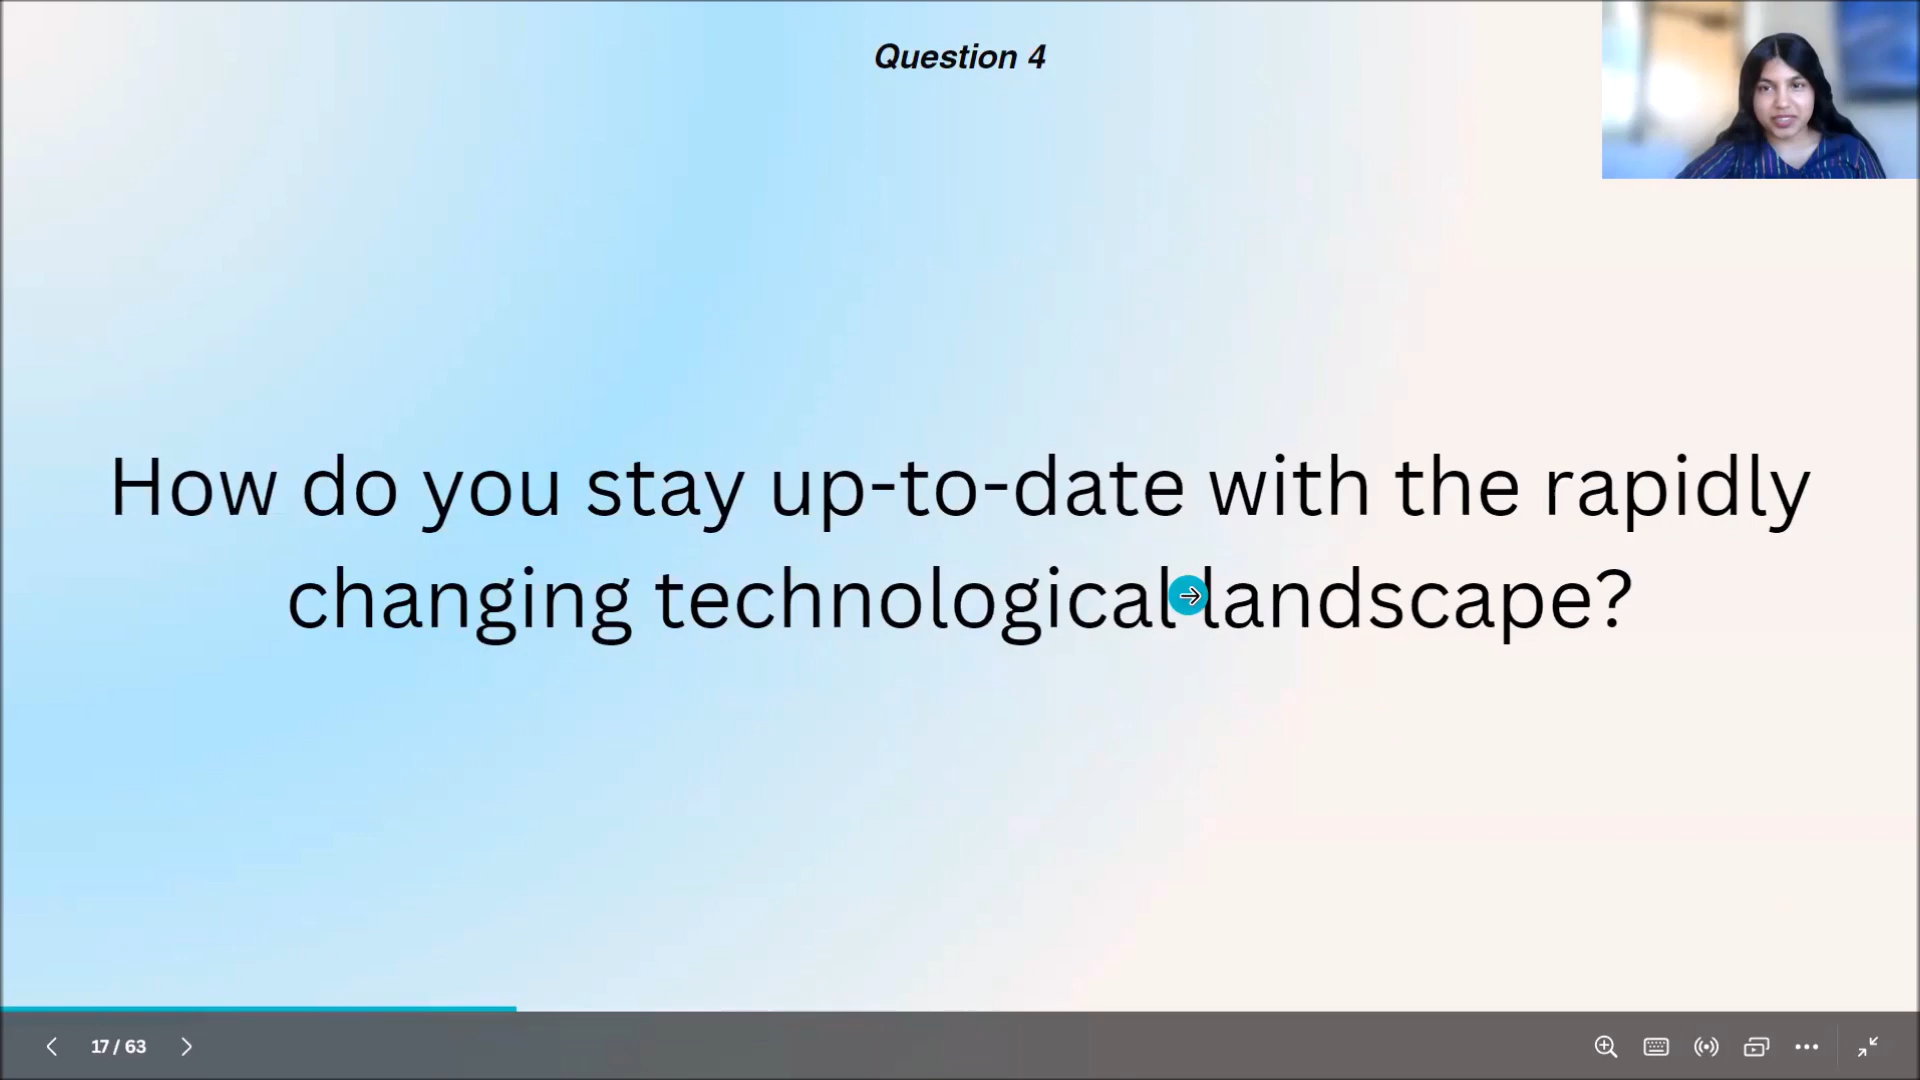 Question 4
How do you stay up-to-date with the rapidly
changing technological landscape?
17 / 63